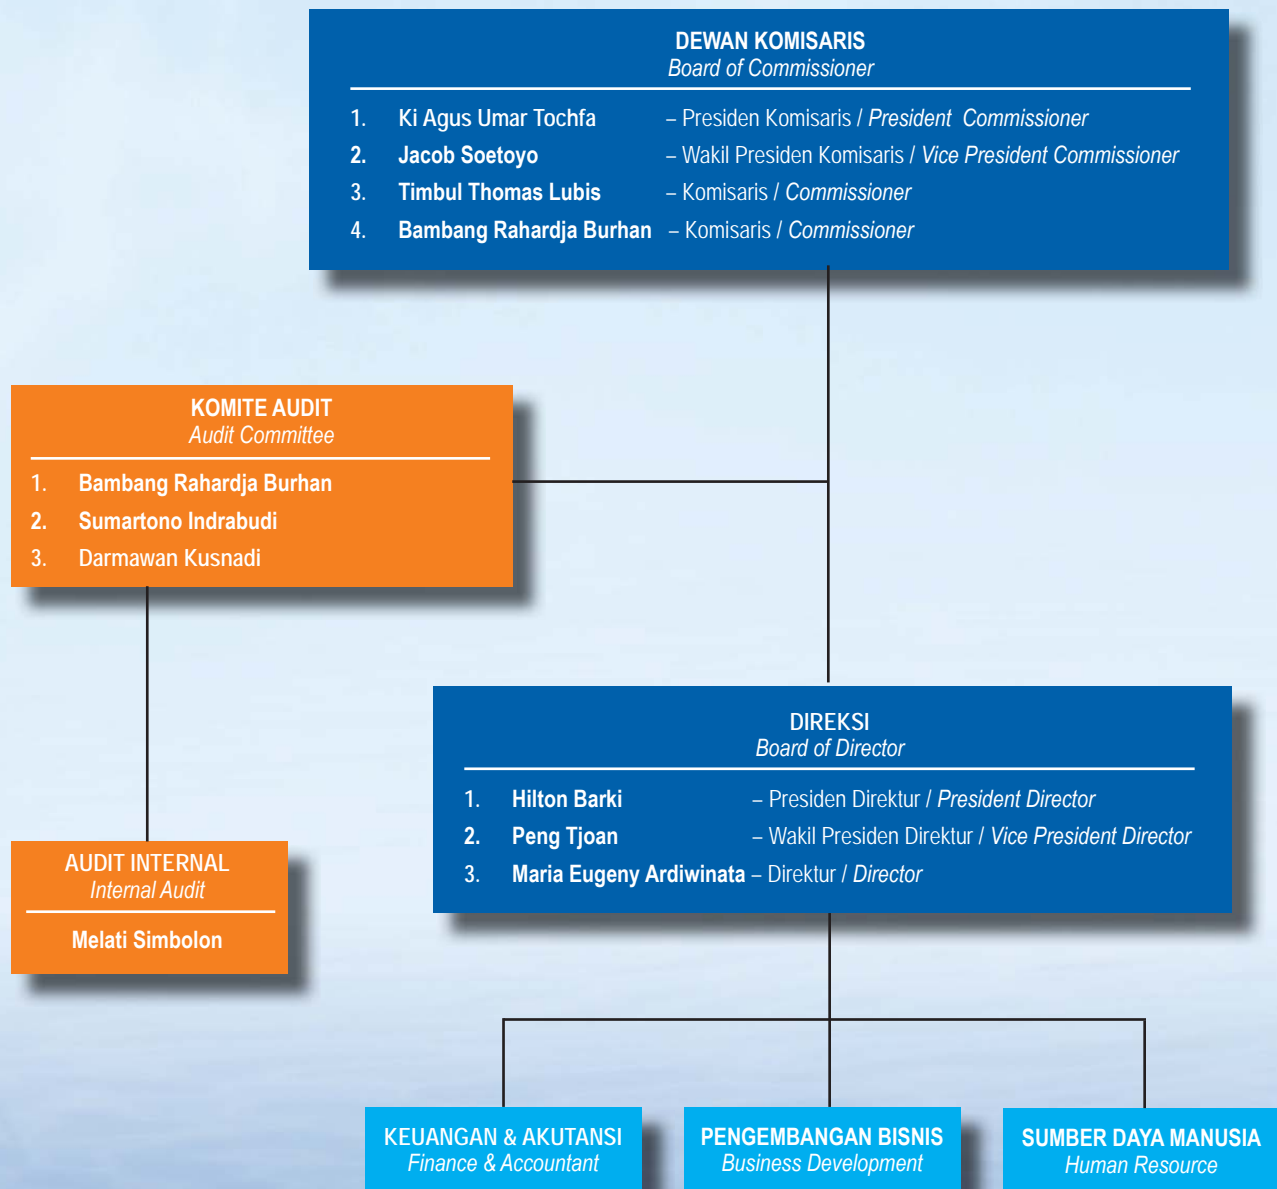 DEWAN KOMISARIS
Board of Commissioner
1. Ki Agus Umar Tochfa – Presiden Komisaris / President Commissioner
2. Jacob Soetoyo – Wakil Presiden Komisaris / Vice President Commissioner
3. Timbul Thomas Lubis – Komisaris / Commissioner
4. Bambang Rahardja Burhan – Komisaris / Commissioner
KOMITE AUDIT
Audit Committee
1. Bambang Rahardja Burhan
2. Sumartono Indrabudi
3. Darmawan Kusnadi
DIREKSI
Board of Director
1. Hilton Barki – Presiden Direktur / President Director
2. Peng Tjoan – Wakil Presiden Direktur / Vice President Director
3. Maria Eugeny Ardiwinata – Direktur / Director
AUDIT INTERNAL
Internal Audit
Melati Simbolon
KEUANGAN & AKUTANSI
Finance & Accountant
PENGEMBANGAN BISNIS
Business Development
SUMBER DAYA MANUSIA
Human Resource